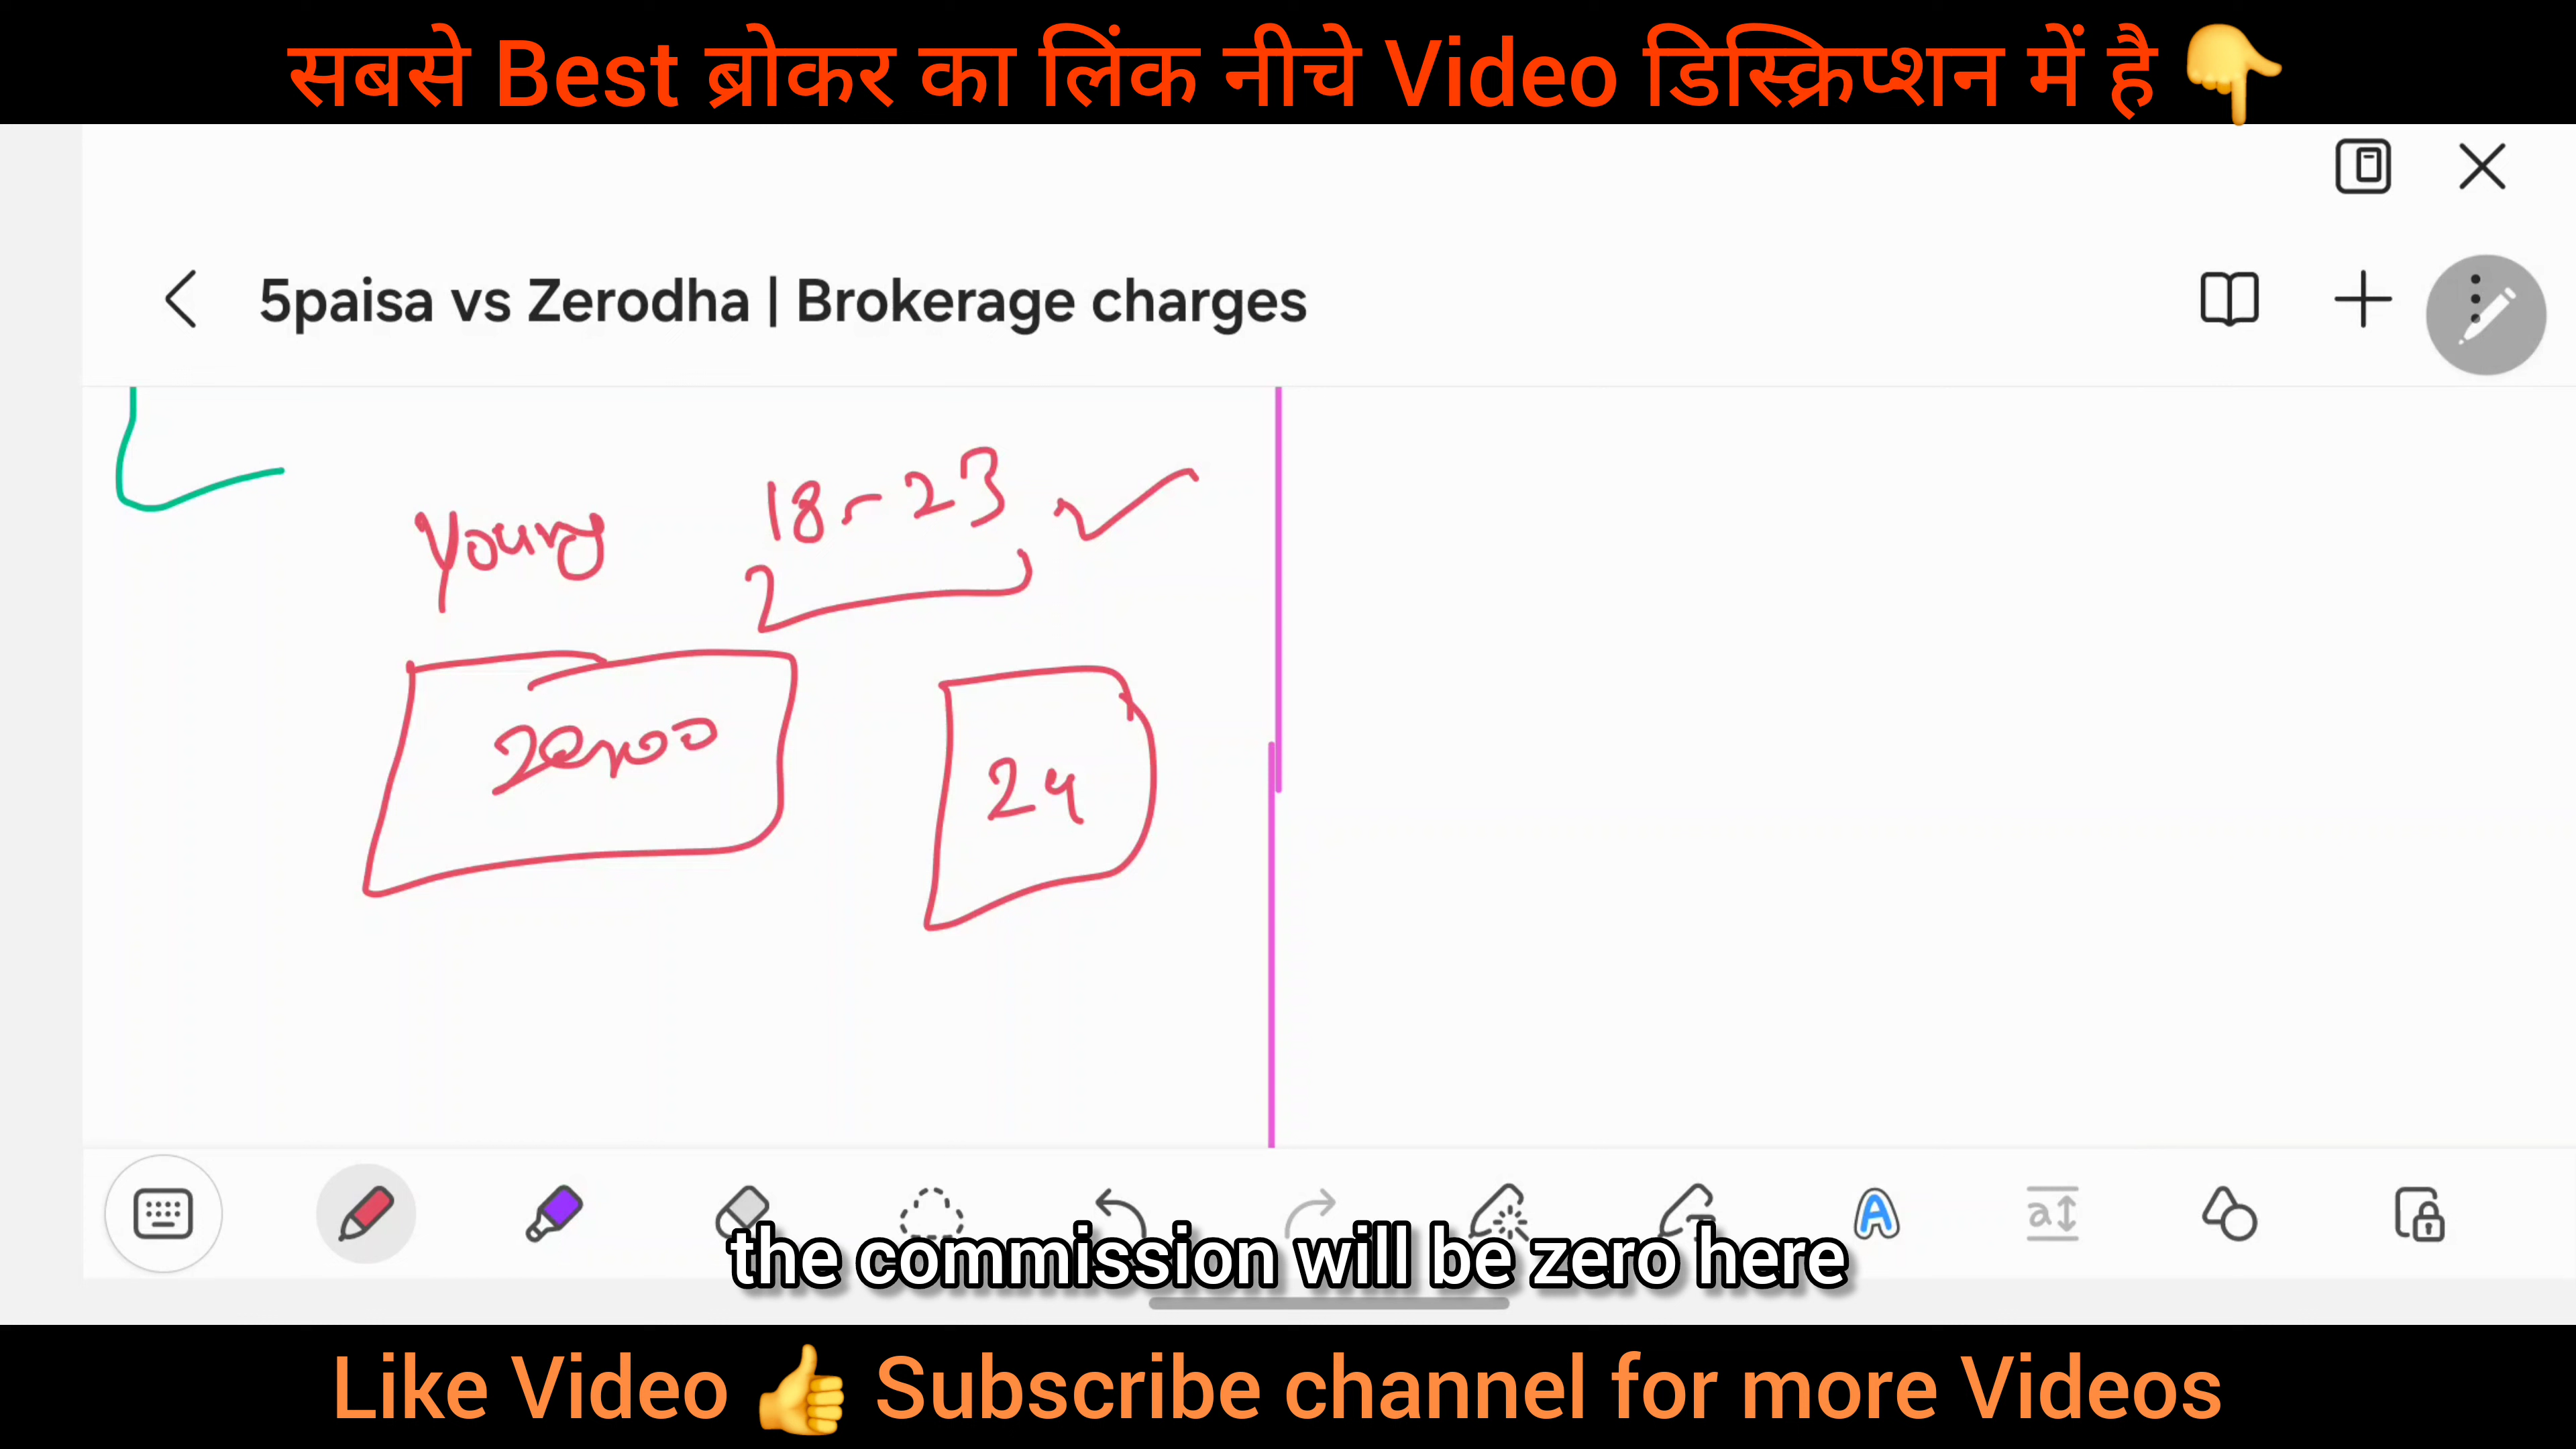 सबसे Best ब्रोकर का लिंक नीचे Video डिस्क्रिप्शन में है
5paisa vs Zerodha | Brokerage charges
Young 18-23
zero 24
A a
the commission will be zero here
Like Video Subscribe channel for more Videos